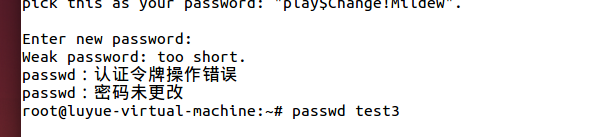 pick this as your password: "play$Change!Mildew".
Enter new password:
Weak password: too short.
passwd：认证令牌操作错误
passwd：密码未更改
root@luyue-virtual-machine:~# passwd test3